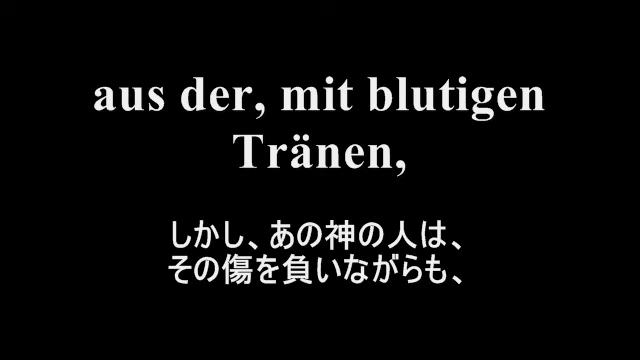 aus der, mit blutigen
Tränen,
しかし、あの神の人は、
その傷を負いながらも、